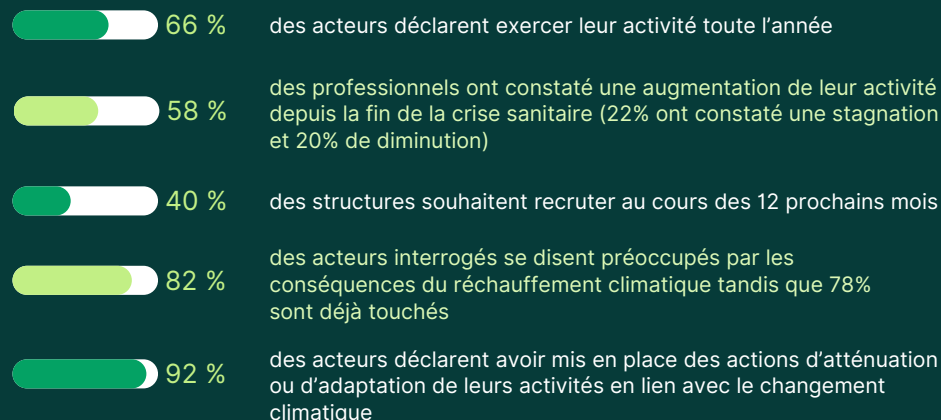 66 % des acteurs déclarent exercer leur activité toute l’année
58 % des professionnels ont constaté une augmentation de leur activité
depuis la fin de la crise sanitaire (22% ont constaté une stagnation
et 20% de diminution)
40 % des structures souhaitent recruter au cours des 12 prochains mois
82 % des acteurs interrogés se disent préoccupés par les
conséquences du réchauffement climatique tandis que 78%
sont déjà touchés
92 % des acteurs déclarent avoir mis en place des actions d’atténuation
ou d’adaptation de leurs activités en lien avec le changement
climatique